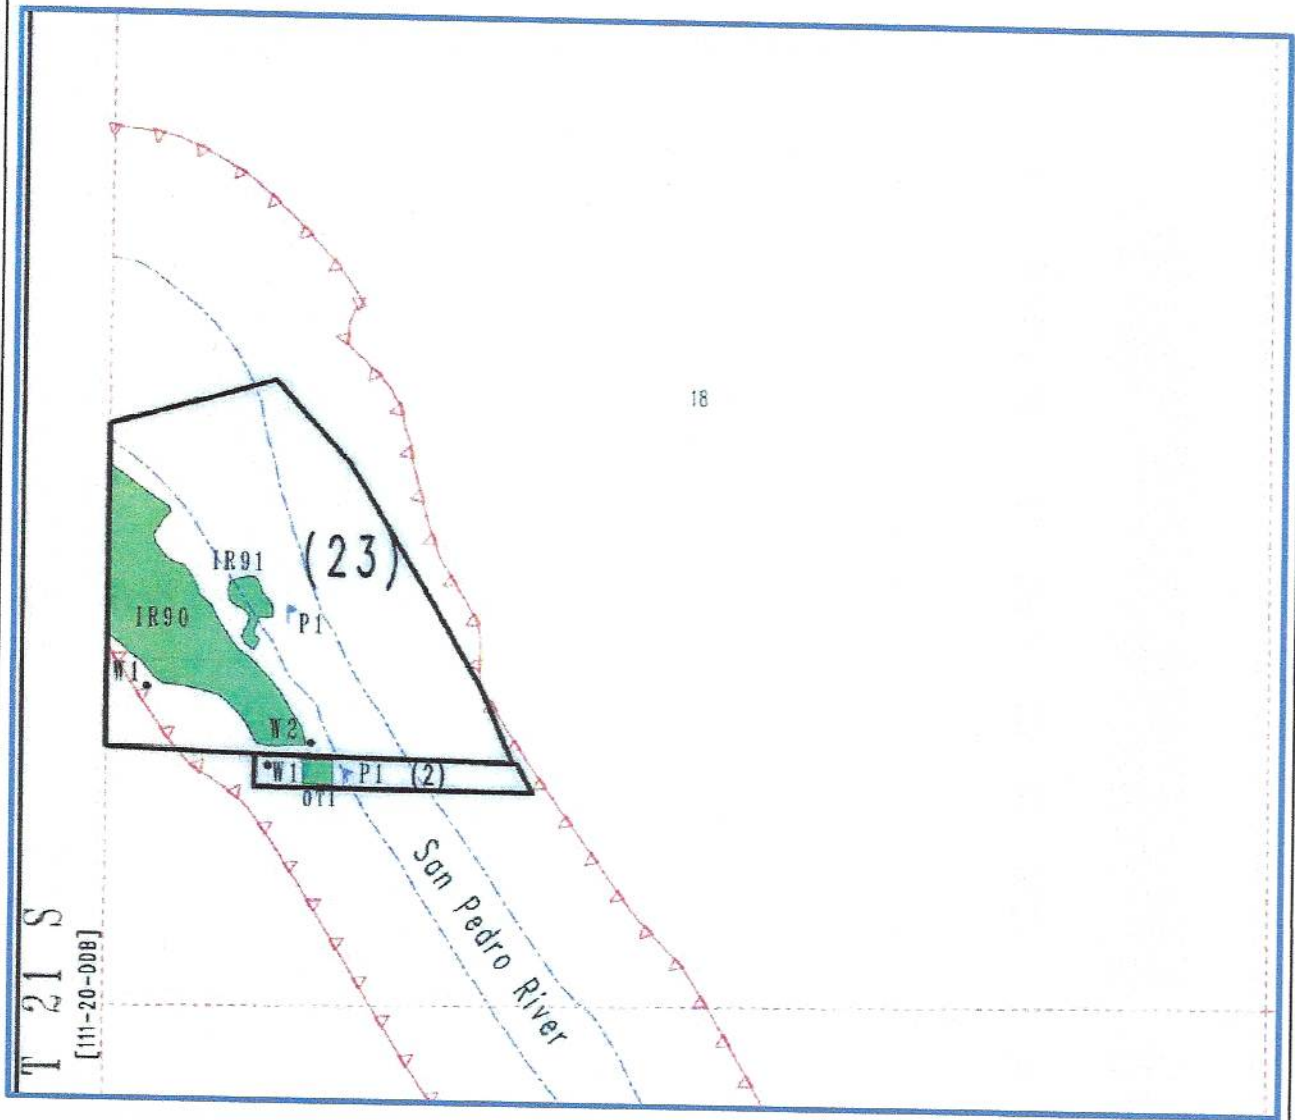 18
(23)
IR91
P1
IR90
W1
W2
W1
P1
(2)
OT1
San Pedro River
T 21 S
[111-20-DDB]